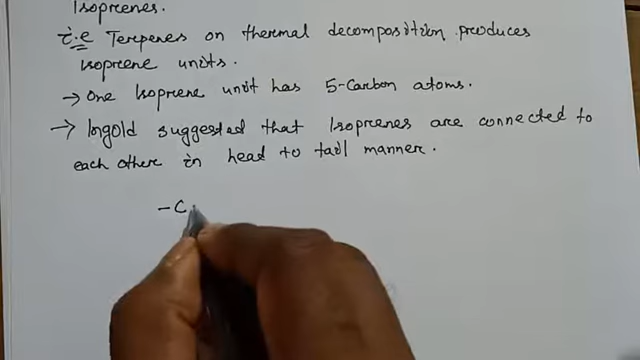 Isoprenes.
i.e Terpenes on thermal decomposition produces
isoprene units.
→ One Isoprene unit has 5-Carbon atoms.
→ Ingold suggested that Isoprenes are connected to
each other in head to tail manner.
-C